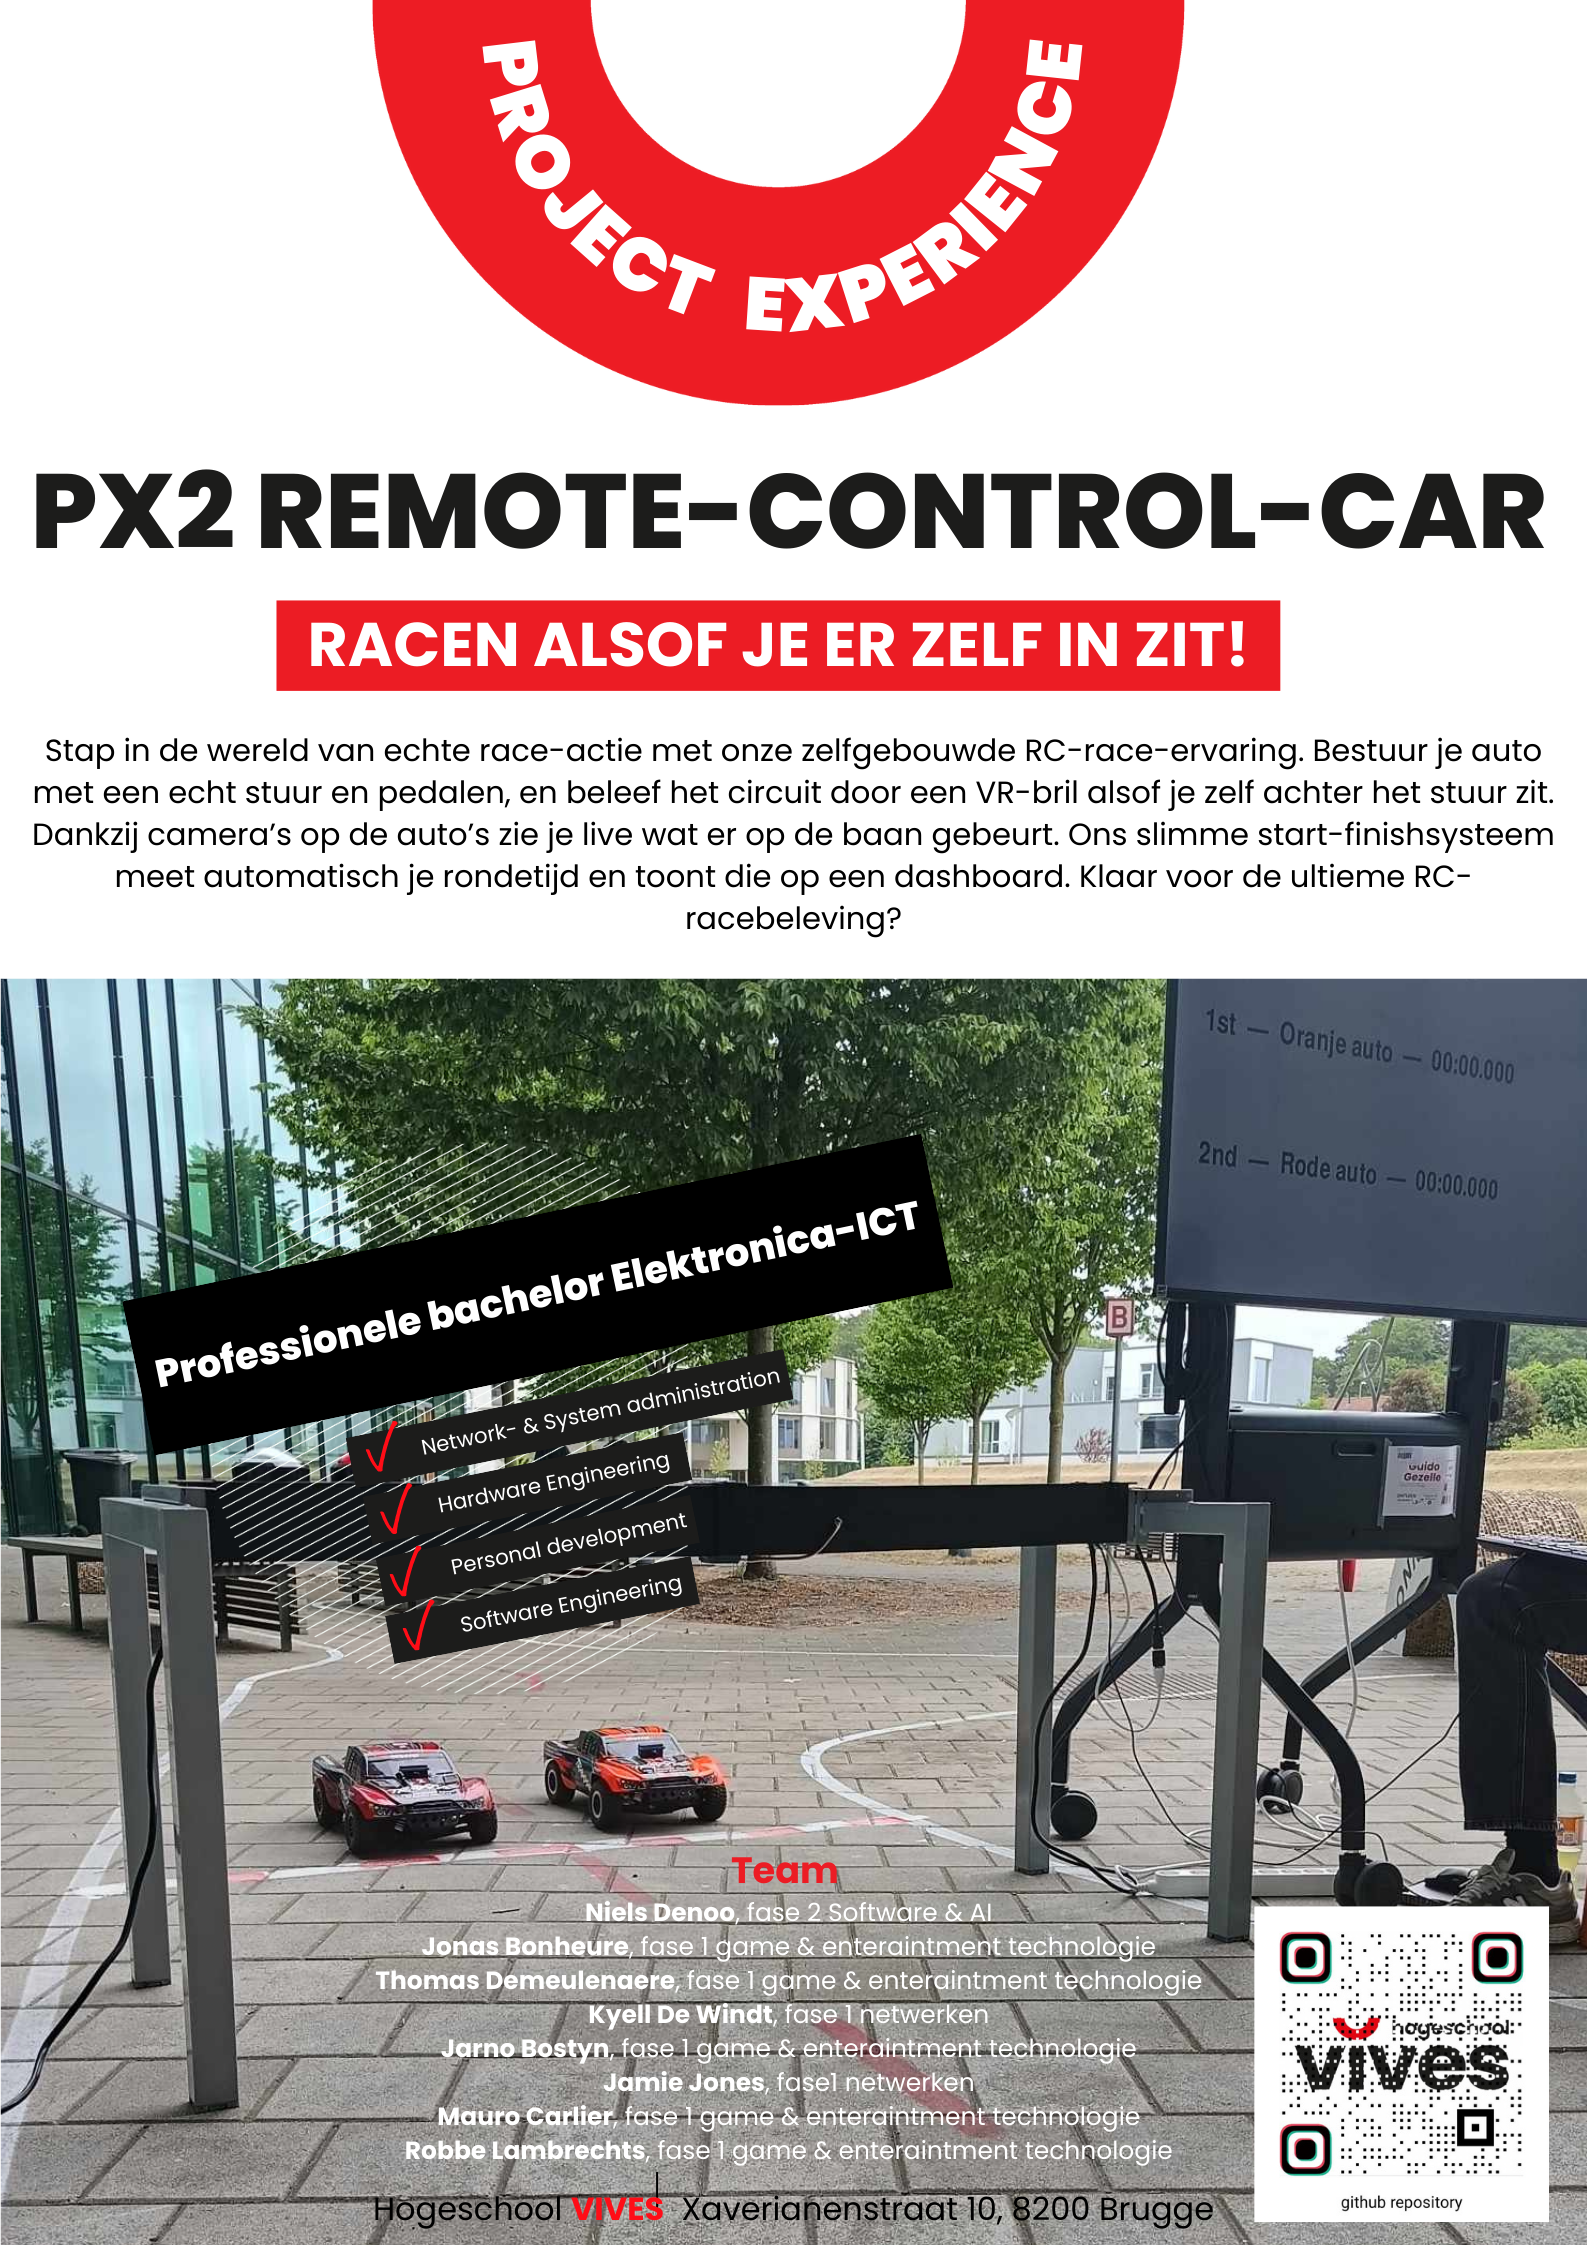 PROJECT EXPERIENCE
PX2 REMOTE-CONTROL-CAR
RACEN ALSOF JE ER ZELF IN ZIT!
Stap in de wereld van echte race-actie met onze zelfgebouwde RC-race-ervaring. Bestuur je auto
met een echt stuur en pedalen, en beleef het circuit door een VR-bril alsof je zelf achter het stuur zit.
Dankzij camera’s op de auto’s zie je live wat er op de baan gebeurt. Ons slimme start-finishsysteem
meet automatisch je rondetijd en toont die op een dashboard. Klaar voor de ultieme RC-
racebeleving?
1st — Oranje auto — 00:00.000
2nd — Rode auto — 00:00.000
Professionele bachelor Elektronica-ICT
B
Network- & System administration
Hardware Engineering
Personal development
Software Engineering
Guido
Gezelle
Team
Niels Denoo, fase 2 Software & AI
Jonas Bonheure, fase 1 game & enteraintment technologie
Thomas Demeulenaere, fase 1 game & enteraintment technologie
Kyell De Windt, fase 1 netwerken
Jarno Bostyn, fase 1 game & enteraintment technologie
Jamie Jones, fase1 netwerken
Mauro Carlier, fase 1 game & enteraintment technologie
Robbe Lambrechts, fase 1 game & enteraintment technologie
hogeschool
vives
github repository
Hogeschool VIVES | Xaverianenstraat 10, 8200 Brugge